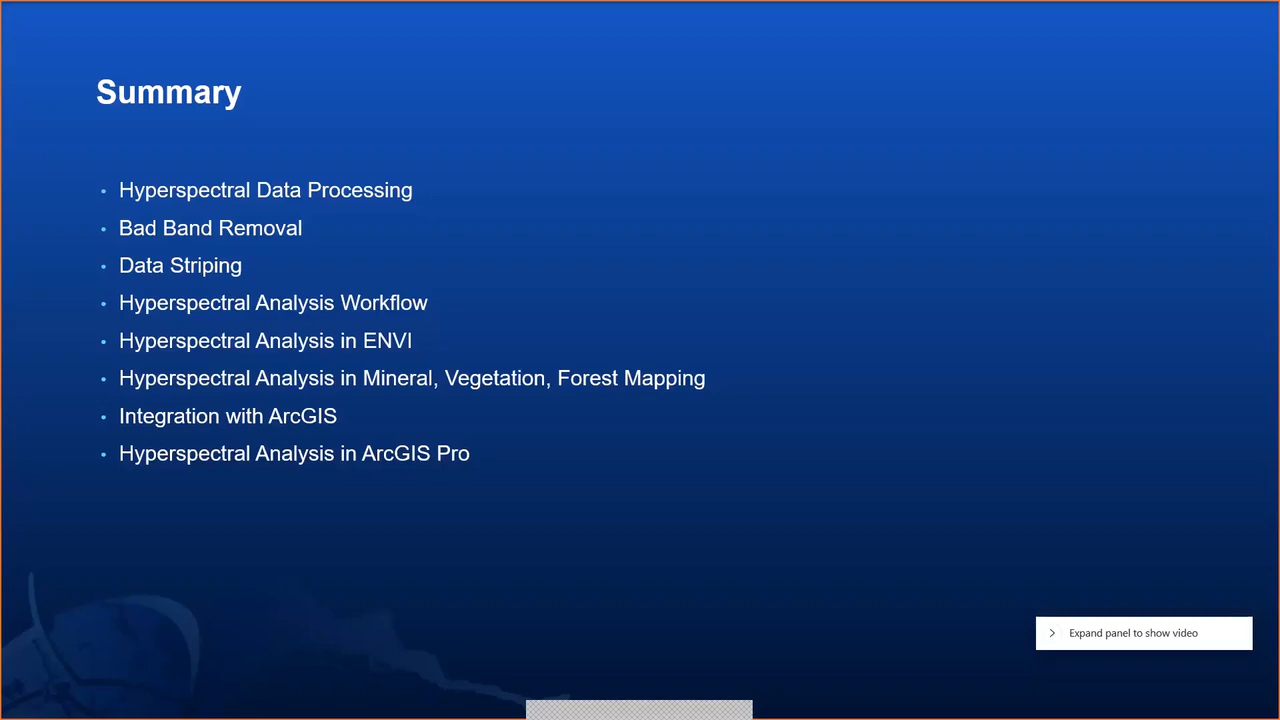 Summary
• Hyperspectral Data Processing
• Bad Band Removal
• Data Striping
• Hyperspectral Analysis Workflow
• Hyperspectral Analysis in ENVI
• Hyperspectral Analysis in Mineral, Vegetation, Forest Mapping
• Integration with ArcGIS
• Hyperspectral Analysis in ArcGIS Pro
Expand panel to show video